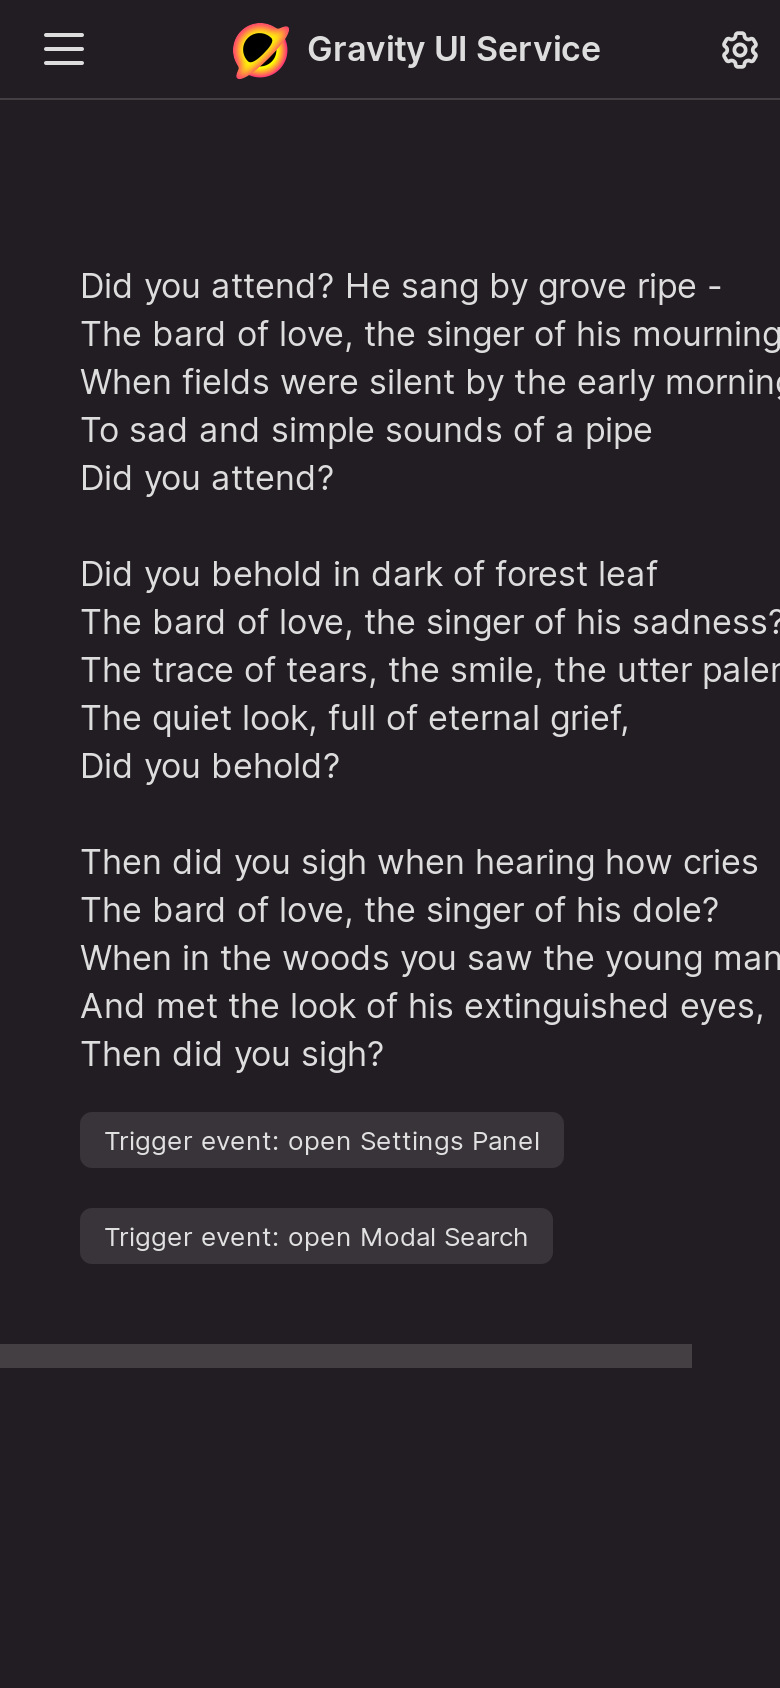 Gravity UI Service
Did you attend? He sang by grove ripe -
The bard of love, the singer of his mourning
When fields were silent by the early morning
To sad and simple sounds of a pipe
Did you attend?
Did you behold in dark of forest leaf
The bard of love, the singer of his sadness?
The trace of tears, the smile, the utter
The quiet look, full of eternal grief,
Did you behold?
Then did you sigh when hearing how cries
The bard of love, the singer of his dole?
When in the woods you saw the young man
And met the look of his extinguished eyes,
Then did you sigh?
Trigger event: open Settings Panel
Trigger event: open Modal Search